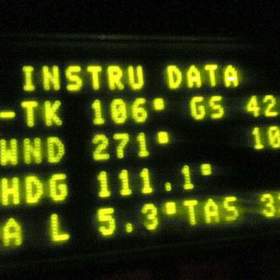 INSTRU DATA
-TK 106° GS 42
WND 271° 10
HDG 111.1°
A L 5.3° TAS 3